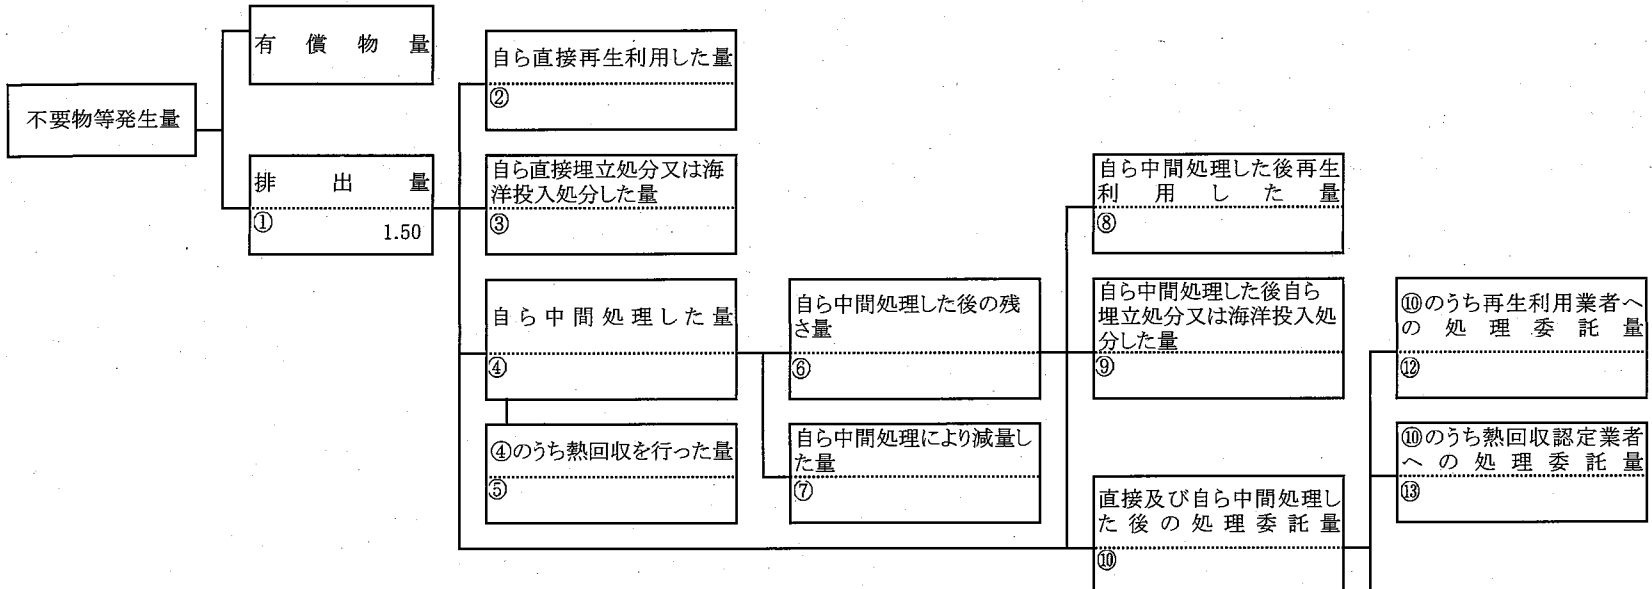 有償物量
不要物等発生量
排出量
①
1.50
自ら直接再生利用した量
②
自ら直接埋立処分又は海
洋投入処分した量
③
自ら中間処理した量
④
④のうち熱回収を行った量
⑤
自ら中間処理した後の残
さ量
⑥
自ら中間処理により減量し
た量
⑦
自ら中間処理した後再生
利用した量
⑧
自ら中間処理した後自ら
埋立処分又は海洋投入処
分した量
⑨
直接及び自ら中間処理し
た後の処理委託量
⑩
⑩のうち再生利用業者へ
の処理委託量
⑫
⑩のうち熱回収認定業者
への処理委託量
⑬